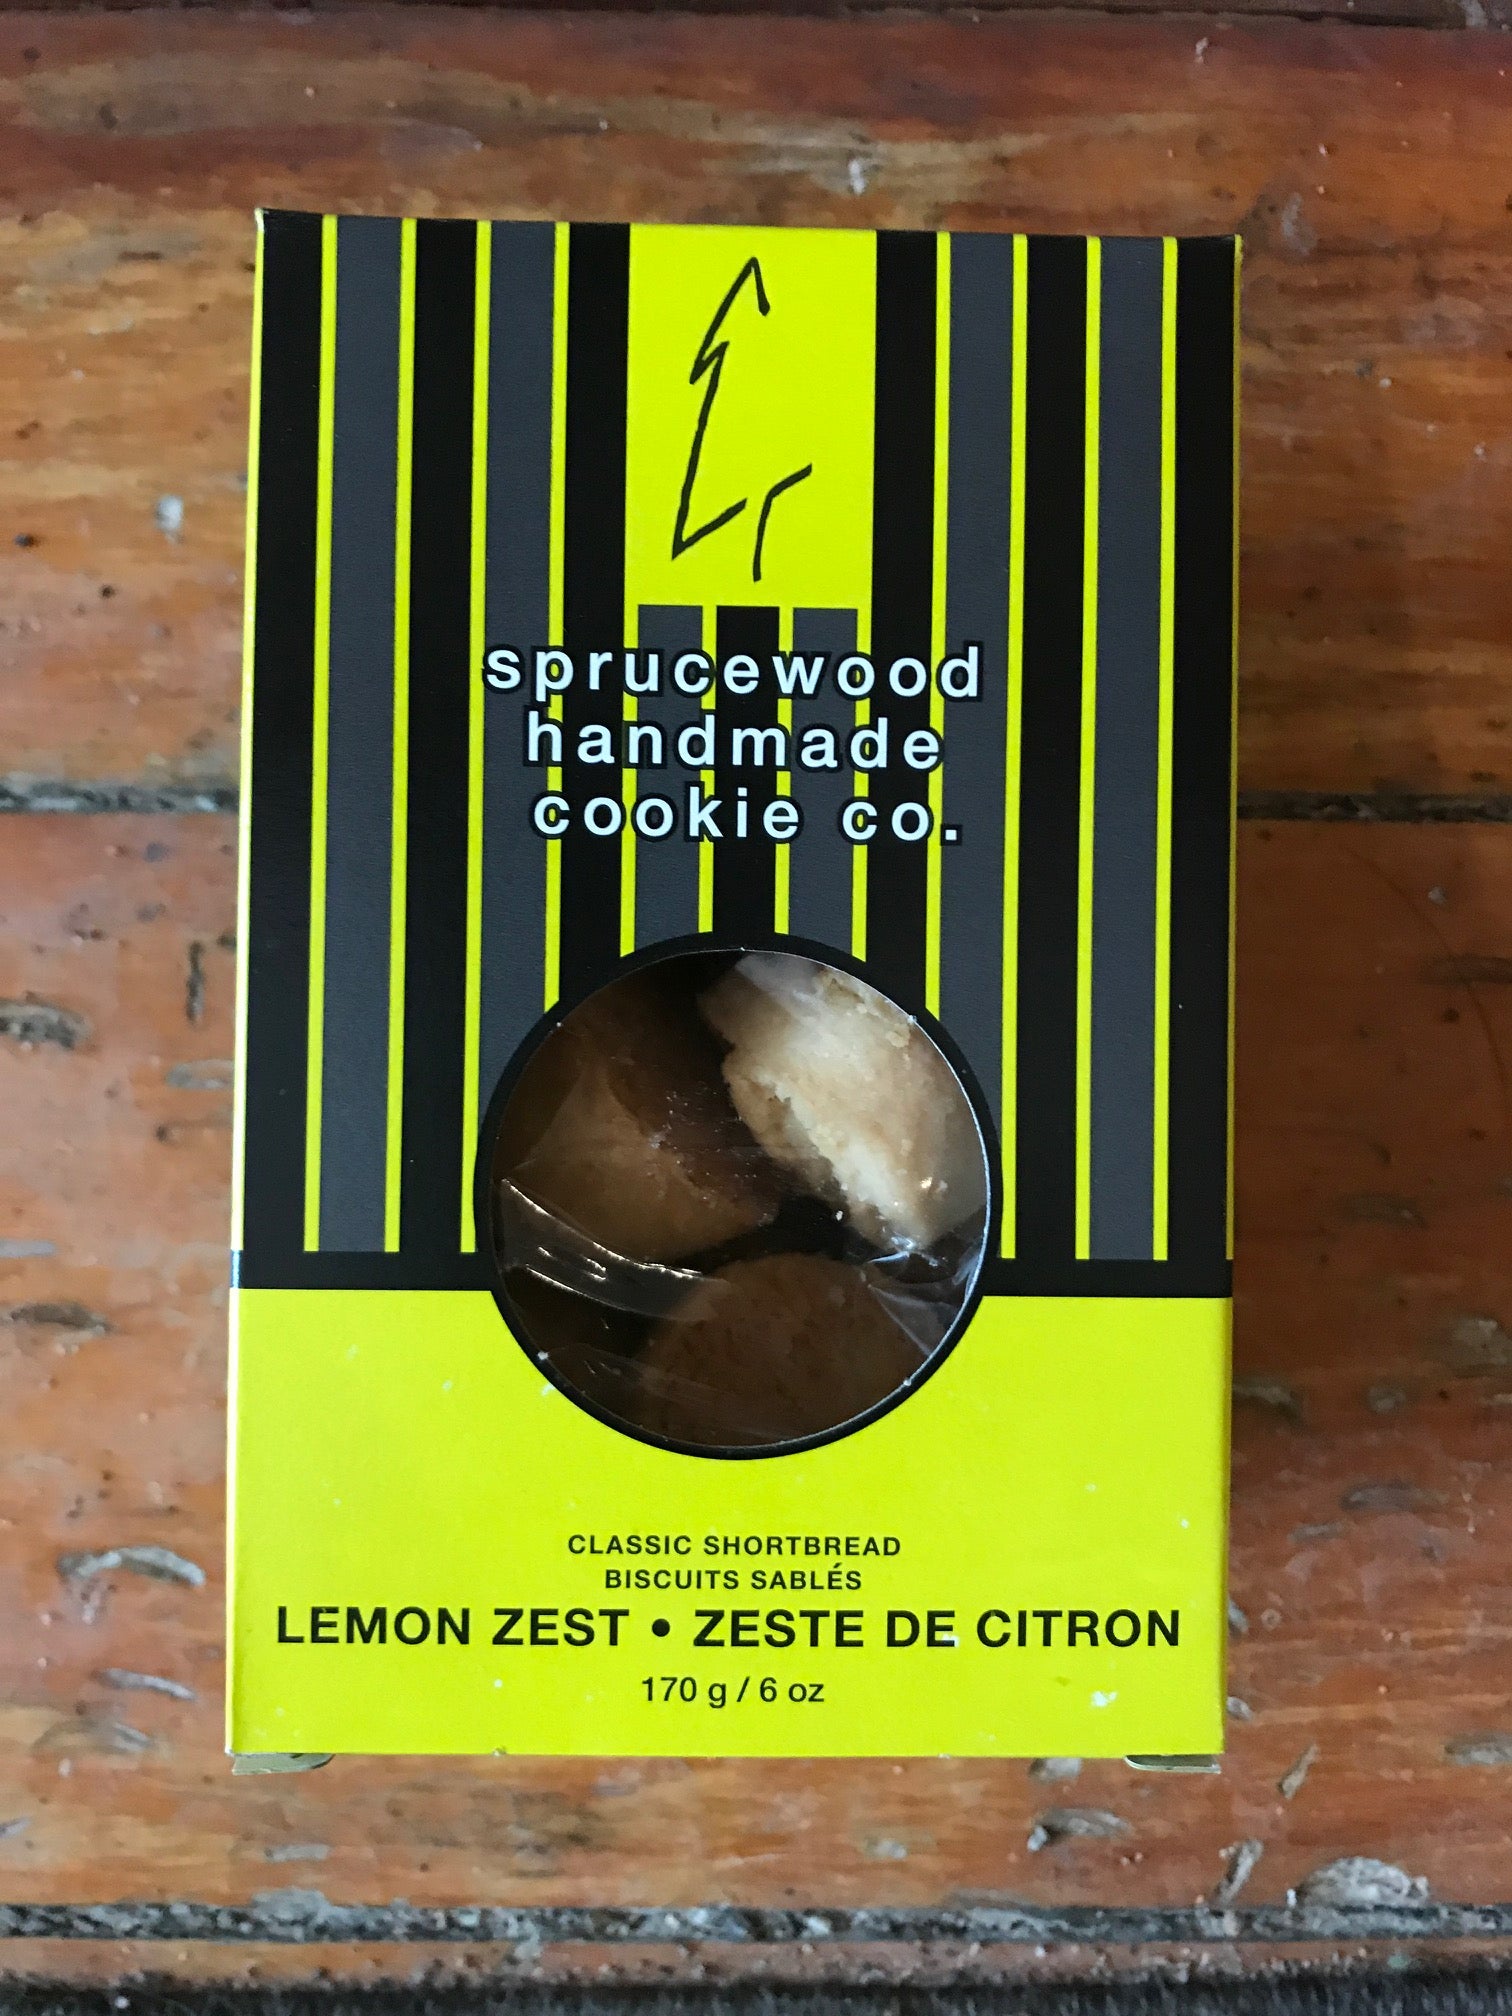 sprucewood
handmade
cookie co.
CLASSIC SHORTBREAD
BISCUITS SABLÉS
LEMON ZEST • ZESTE DE CITRON
170 g / 6 oz